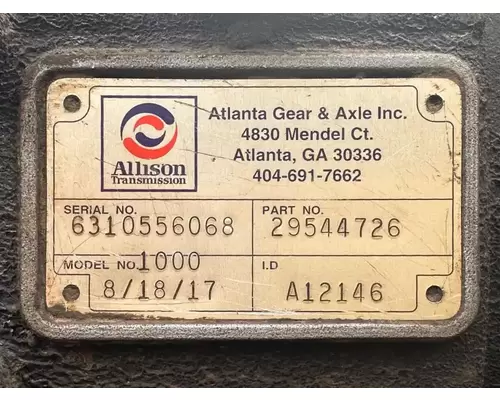 Allison
Transmission
Atlanta Gear & Axle Inc.
4830 Mendel Ct.
Atlanta, GA 30336
404-691-7662
SERIAL NO. PART NO.
6310556068 29544726
MODEL NO. 1000 I.D
8/18/17 A12146